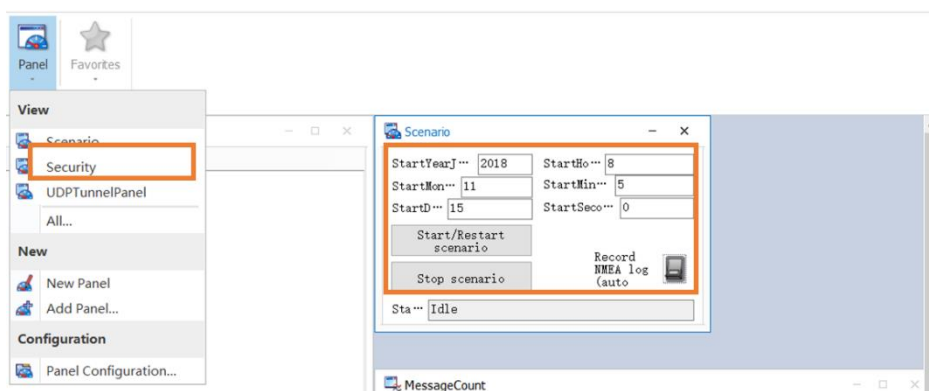 Panel
Favorites
View
Scenario
Security
UDPTunnelPanel
All...
New
New Panel
Add Panel...
Configuration
Panel Configuration...
Scenario
StartYearJ… 2018 StartHo… 8
StartMon… 11 StartMin… 5
StartD… 15 StartSeco… 0
Start/Restart
scenario
Stop scenario
Record
NMEA log
(auto
Sta… Idle
MessageCount